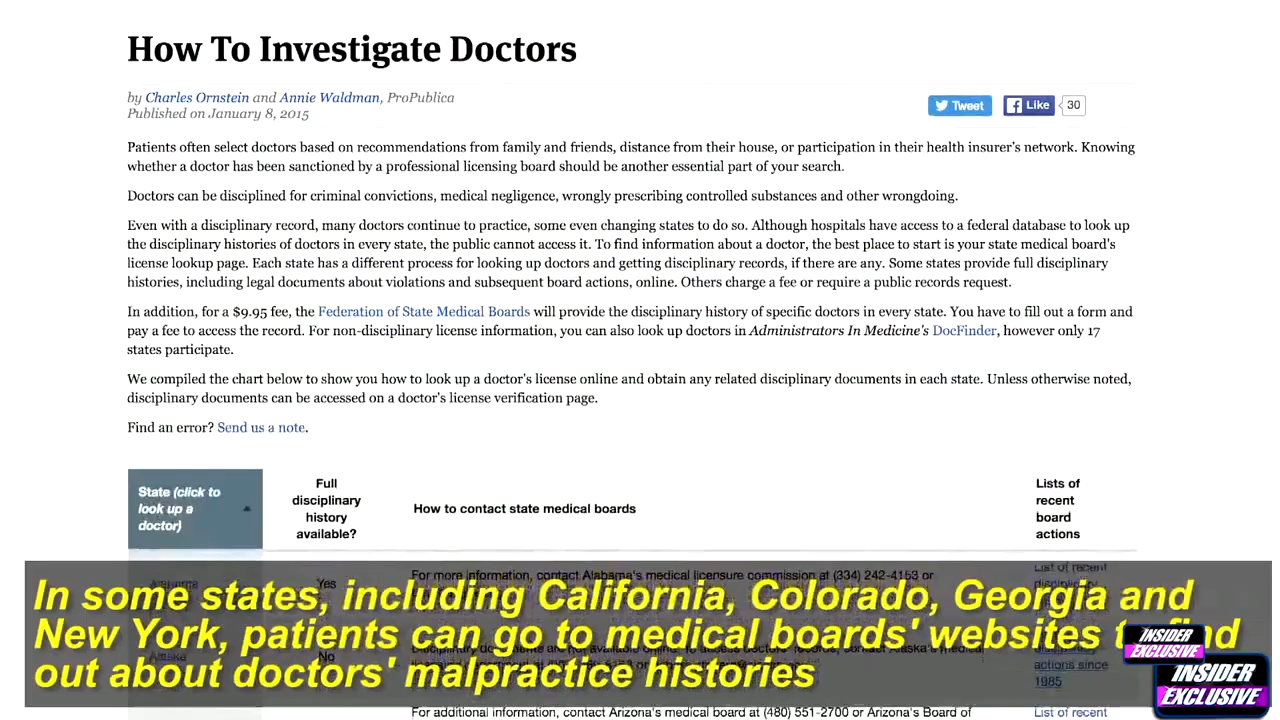 How To Investigate Doctors
by Charles Ornstein and Annie Waldman, ProPublica
Published on January 8, 2015
Tweet
Like
30
Patients often select doctors based on recommendations from family and friends, distance from their house, or participation in their health insurer's network. Knowing
whether a doctor has been sanctioned by a professional licensing board should be another essential part of your search.
Doctors can be disciplined for criminal convictions, medical negligence, wrongly prescribing controlled substances and other wrongdoing.
Even with a disciplinary record, many doctors continue to practice, some even changing states to do so. Although hospitals have access to a federal database to look up
the disciplinary histories of doctors in every state, the public cannot access it. To find information about a doctor, the best place to start is your state medical board's
license lookup page. Each state has a different process for looking up doctors and getting disciplinary records, if there are any. Some states provide full disciplinary
histories, including legal documents about violations and subsequent board actions, online. Others charge a fee or require a public records request.
In addition, for a $9.95 fee, the Federation of State Medical Boards will provide the disciplinary history of specific doctors in every state. You have to fill out a form and
pay a fee to access the record. For non-disciplinary license information, you can also look up doctors in Administrators In Medicine's DocFinder, however only 17
states participate.
We compiled the chart below to show you how to look up a doctor's license online and obtain any related disciplinary documents in each state. Unless otherwise noted,
disciplinary documents can be accessed on a doctor's license verification page.
Find an error? Send us a note.
State (click to
look up a
doctor)
Full
disciplinary
history
available?
How to contact state medical boards
Lists of
recent
board
actions
Yes
For more information, contact Alabama's medical licensure commission at (334) 242-4153 or
List of recent
In some states, including California, Colorado, Georgia and
New York, patients can go to medical boards' websites to find
out about doctors' malpractice histories
No
actions since
1985
For additional information, contact Arizona's medical board at (480) 551-2700 or Arizona's Board of
List of recent
INSIDER
EXCLUSIVE
INSIDER
EXCLUSIVE